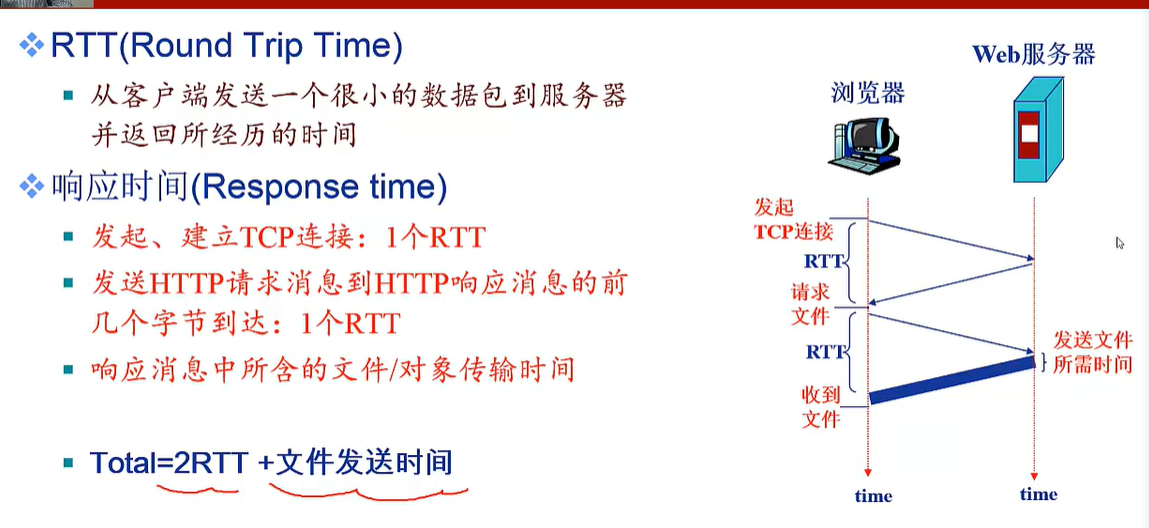 RTT(Round Trip Time)
从客户端发送一个很小的数据包到服务器
并返回所经历的时间
响应时间(Response time)
发起、建立TCP连接：1个RTT
发送HTTP请求消息到HTTP响应消息的前
几个字节到达：1个RTT
响应消息中所含的文件/对象传输时间
Total=2RTT +文件发送时间
Web服务器
浏览器
发起
TCP连接
RTT
请求
文件
RTT
发送文件
所需时间
收到
文件
time
time